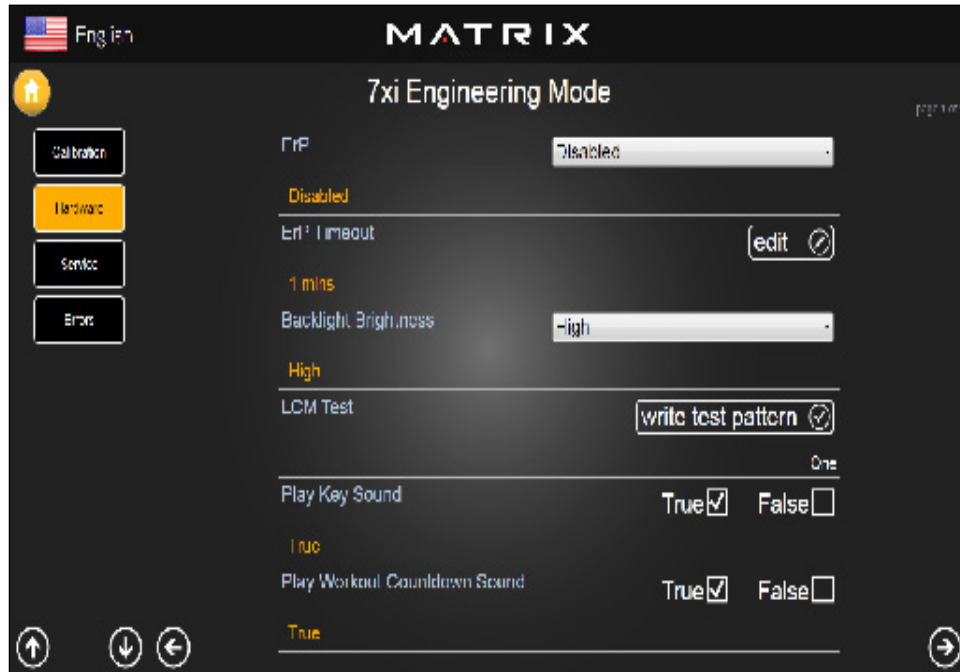 English
MATRIX
7xi Engineering Mode
Calibration
Hardware
Service
Errors
ErP
Disabled
Disabled
ErP Timeout
edit
1 mins
Backlight Brightness
High
High
LCM Test
write test pattern
One
Play Key Sound
True False
True
Play Workout Countdown Sound
True False
True